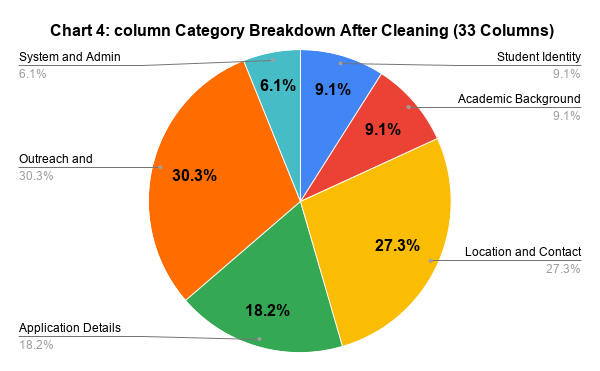 Chart 4: column Category Breakdown After Cleaning (33 Columns)
System and Admin
6.1%
Student Identity
9.1%
Academic Background
9.1%
Outreach and
30.3%
Location and Contact
27.3%
Application Details
18.2%
6.1%
9.1%
9.1%
30.3%
27.3%
18.2%